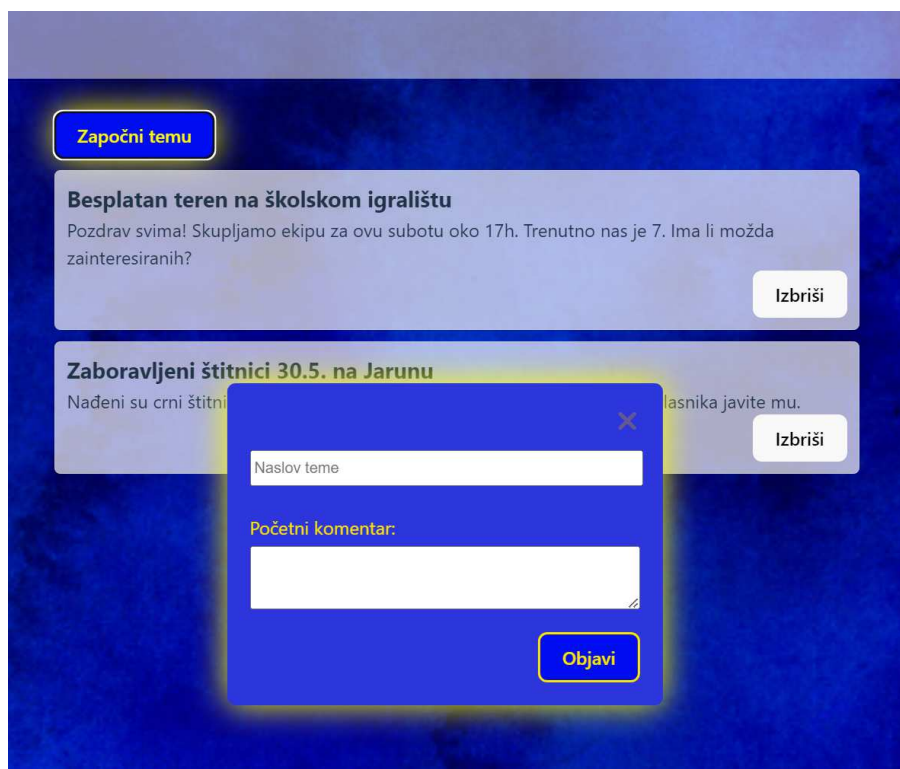 Započni temu
Besplatan teren na školskom igralištu
Pozdrav svima! Skupljamo ekipu za ovu subotu oko 17h. Trenutno nas je 7. Ima li možda
zainteresiranih?
Izbriši
Zaboravljeni štitnici 30.5. na Jarunu
Nađeni su crni javite mu.
Izbriši
Naslov teme
Početni komentar:
Objavi